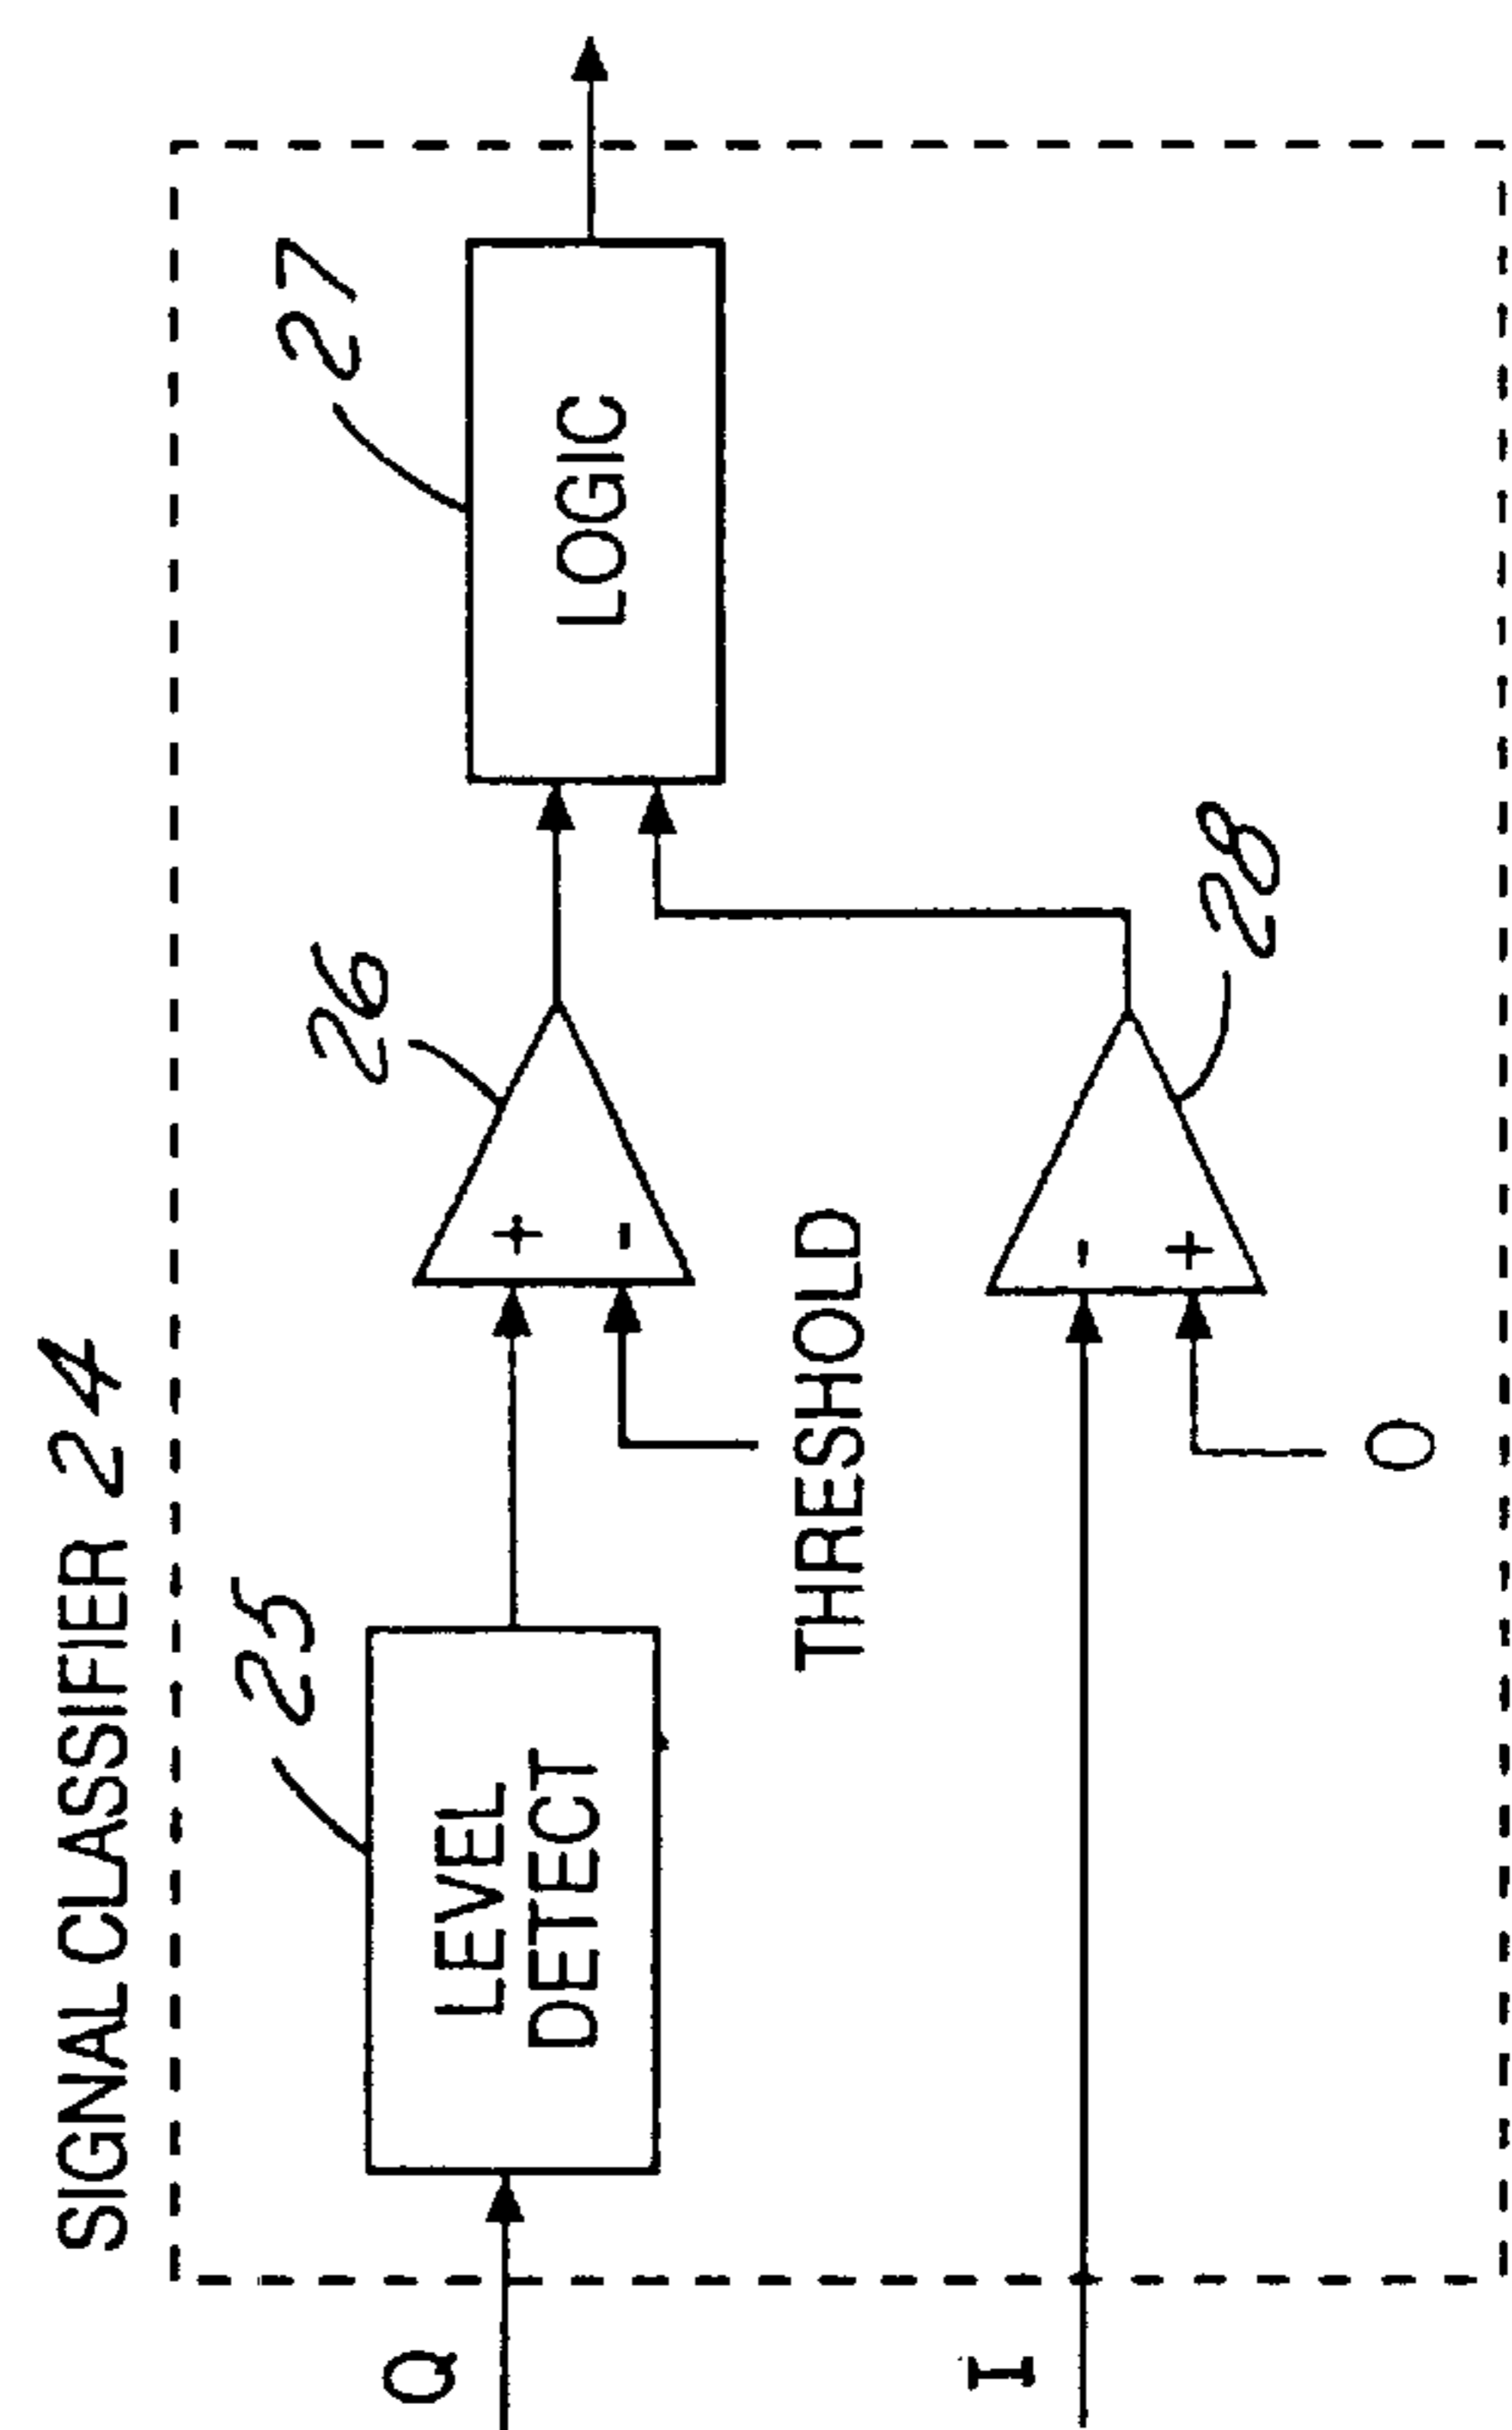 SIGNAL CLASSIFIER 24
Q
25
LEVEL
DETECT
26
+
-
27
LOGIC
THRESHOLD
I
-
+
28
0